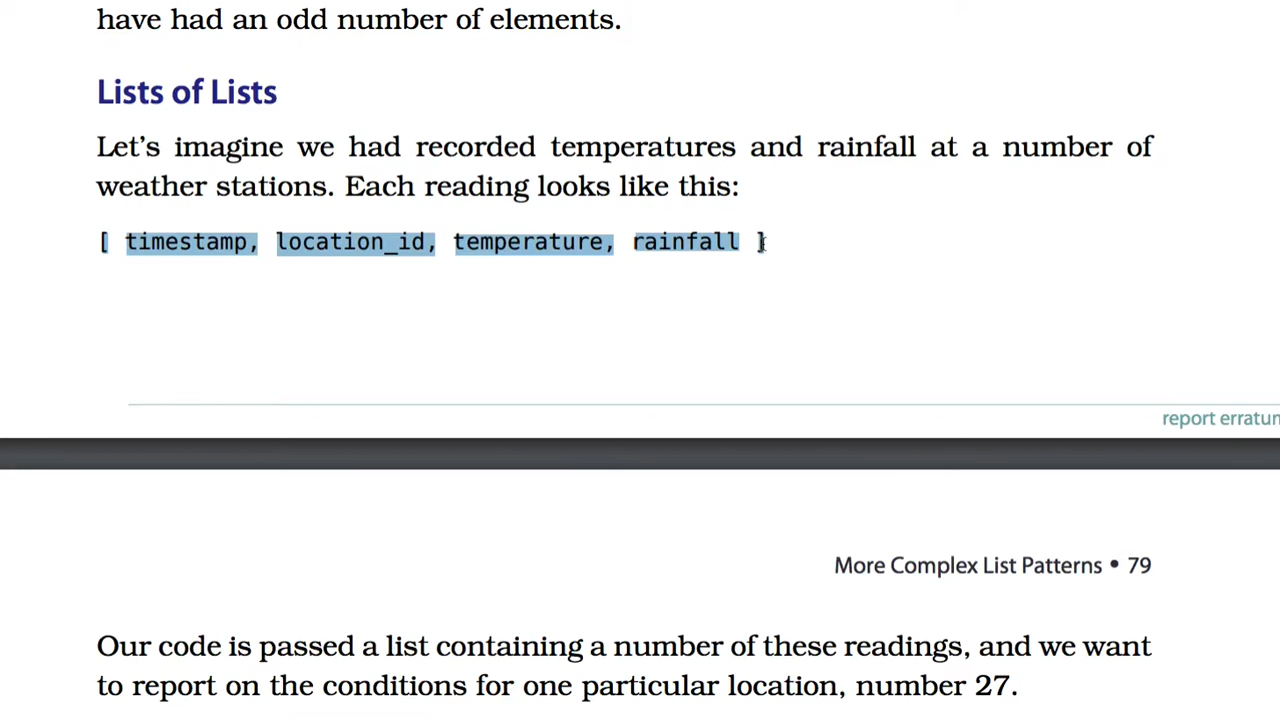 have had an odd number of elements.
Lists of Lists
Let’s imagine we had recorded temperatures and rainfall at a number of
weather stations. Each reading looks like this:
[ timestamp, location_id, temperature, rainfall ]
report erratum
More Complex List Patterns • 79
Our code is passed a list containing a number of these readings, and we want
to report on the conditions for one particular location, number 27.